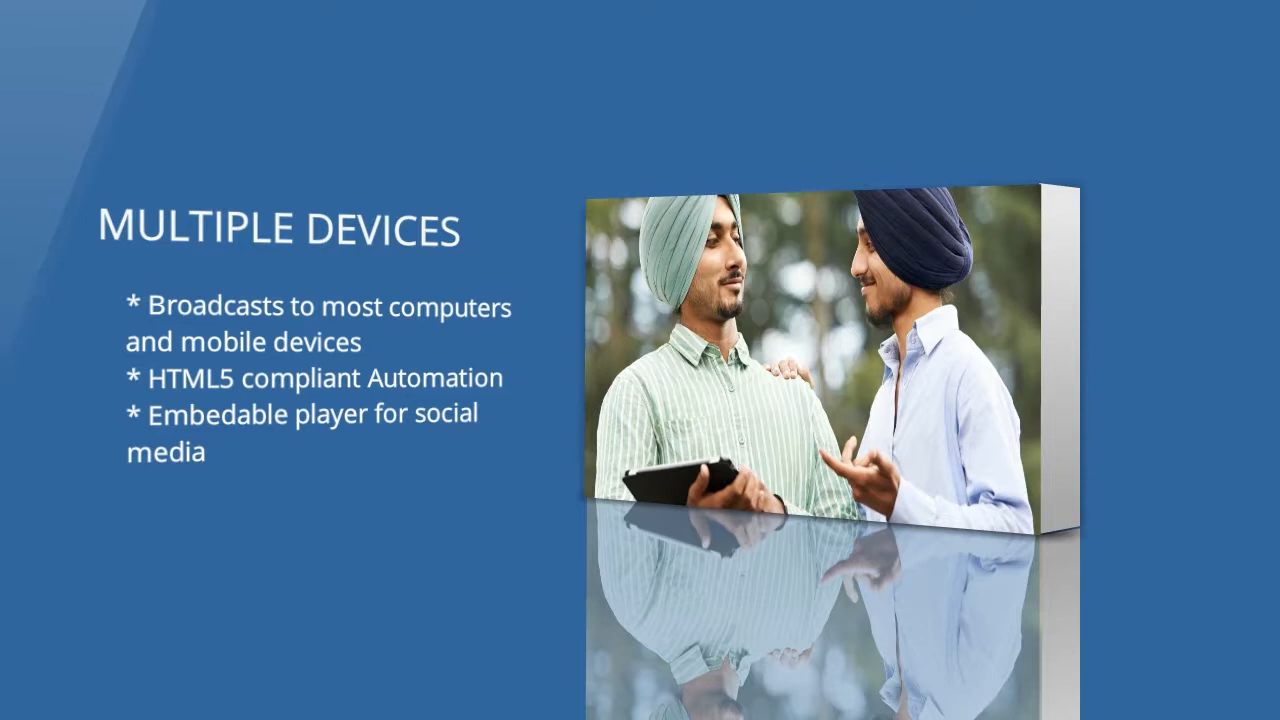 MULTIPLE DEVICES
* Broadcasts to most computers
and mobile devices
* HTML5 compliant Automation
* Embedable player for social
media